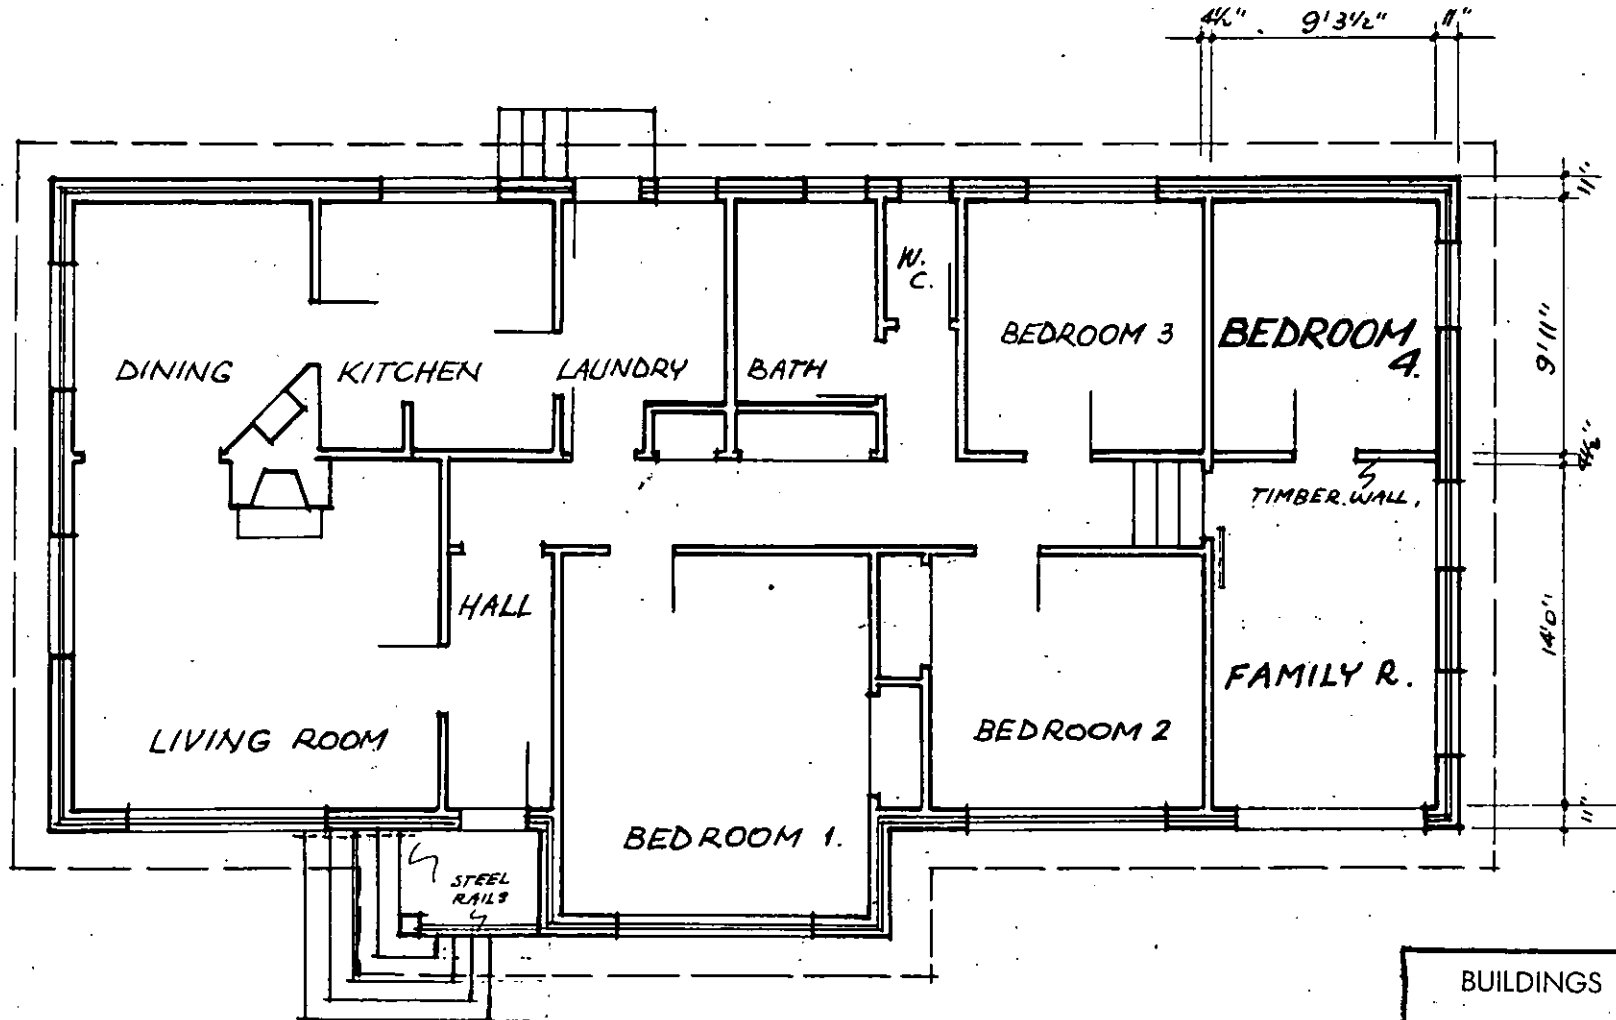 4½" 9'3½" 11"
11"
W.
C.
BEDROOM 3
BEDROOM
4.
9'11"
DINING
KITCHEN
LAUNDRY
BATH
4½"
TIMBER WALL,
HALL
14'0"
FAMILY R.
LIVING ROOM
BEDROOM 2
11"
BEDROOM 1.
STEEL
RAILS
BUILDINGS